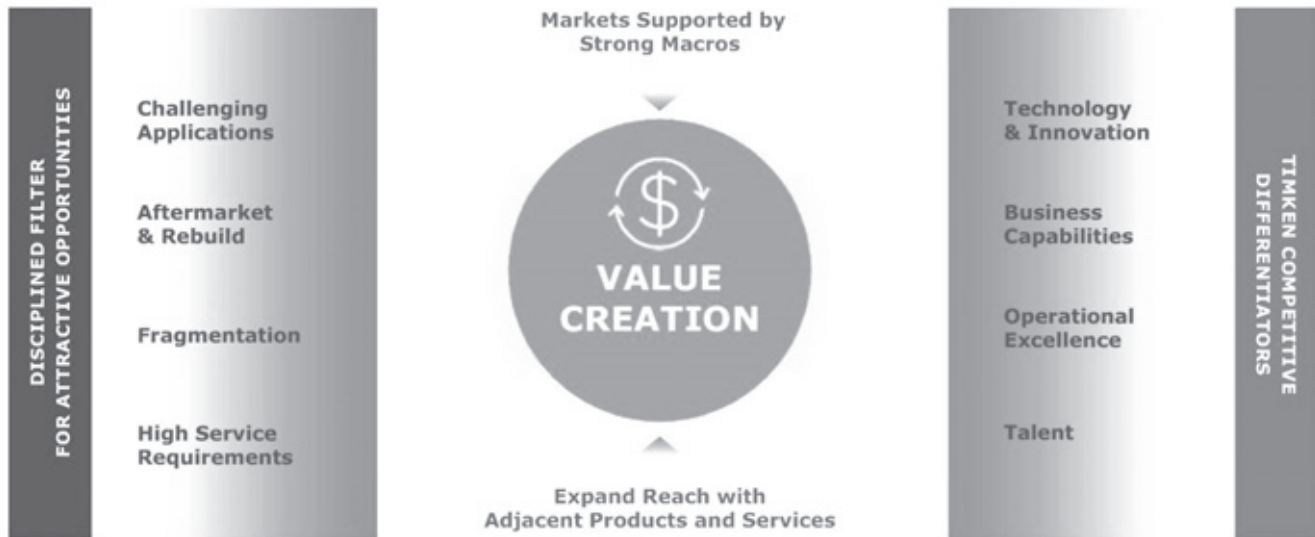 DISCIPLINED FILTER
FOR ATTRACTIVE OPPORTUNITIES
Challenging
Applications
Aftermarket
& Rebuild
Fragmentation
High Service
Requirements
Markets Supported by
Strong Macros
$
VALUE
CREATION
Expand Reach with
Adjacent Products and Services
Technology
& Innovation
Business
Capabilities
Operational
Excellence
Talent
TIMKEN COMPETITIVE
DIFFERENTIATORS